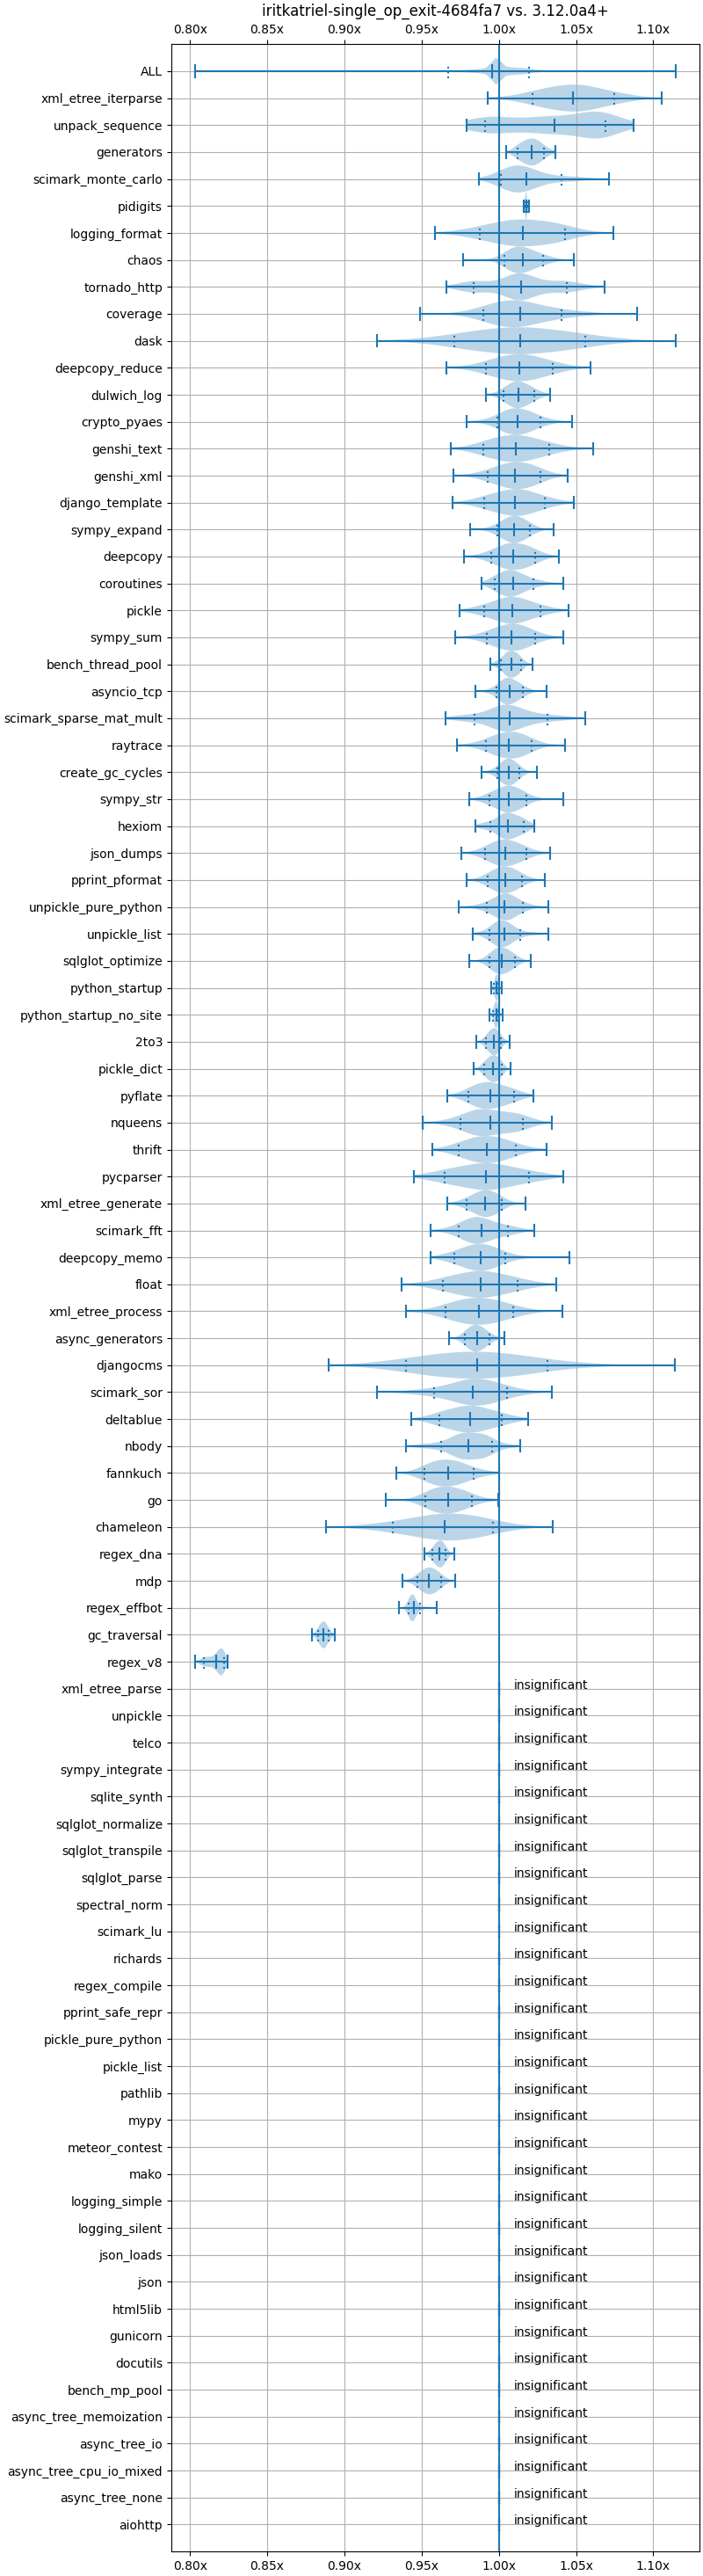 iritkatriel-single_op_exit-4684fa7 vs. 3.12.0a4+
0.80x 0.85x 0.90x 0.95x 1.00x 1.05x 1.10x
ALL
xml_etree_iterparse
unpack_sequence
generators
scimark_monte_carlo
pidigits
logging_format
chaos
tornado_http
coverage
dask
deepcopy_reduce
dulwich_log
crypto_pyaes
genshi_text
genshi_xml
django_template
sympy_expand
deepcopy
coroutines
pickle
sympy_sum
bench_thread_pool
asyncio_tcp
scimark_sparse_mat_mult
raytrace
create_gc_cycles
sympy_str
hexiom
json_dumps
pprint_pformat
unpickle_pure_python
unpickle_list
sqlglot_optimize
python_startup
python_startup_no_site
2to3
pickle_dict
pyflate
nqueens
thrift
pycparser
xml_etree_generate
scimark_fft
deepcopy_memo
float
xml_etree_process
async_generators
djangocms
scimark_sor
deltablue
nbody
fannkuch
go
chameleon
regex_dna
mdp
regex_effbot
gc_traversal
regex_v8
xml_etree_parse insignificant
unpickle insignificant
telco insignificant
sympy_integrate insignificant
sqlite_synth insignificant
sqlglot_normalize insignificant
sqlglot_transpile insignificant
sqlglot_parse insignificant
spectral_norm insignificant
scimark_lu insignificant
richards insignificant
regex_compile insignificant
pprint_safe_repr insignificant
pickle_pure_python insignificant
pickle_list insignificant
pathlib insignificant
mypy insignificant
meteor_contest insignificant
mako insignificant
logging_simple insignificant
logging_silent insignificant
json_loads insignificant
json insignificant
html5lib insignificant
gunicorn insignificant
docutils insignificant
bench_mp_pool insignificant
async_tree_memoization insignificant
async_tree_io insignificant
async_tree_cpu_io_mixed insignificant
async_tree_none insignificant
aiohttp insignificant
0.80x 0.85x 0.90x 0.95x 1.00x 1.05x 1.10x